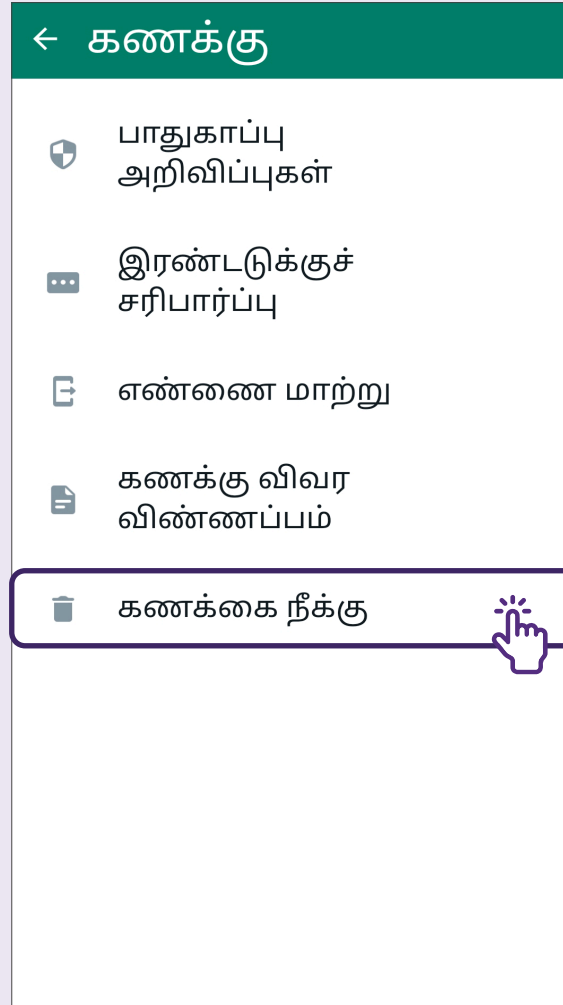 கணக்கு
பாதுகாப்பு
அறிவிப்புகள்
இரண்டடுக்குச்
சரிபார்ப்பு
எண்ணை மாற்று
கணக்கு விவர
விண்ணப்பம்
கணக்கை நீக்கு